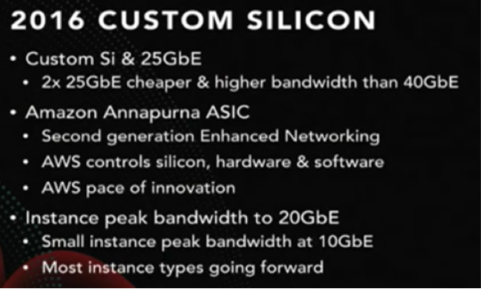 2016 CUSTOM SILICON
• Custom Si & 25GbE
• 2x 25GbE cheaper & higher bandwidth than 40GbE
• Amazon Annapurna ASIC
• Second generation Enhanced Networking
• AWS controls silicon, hardware & software
• AWS pace of innovation
• Instance peak bandwidth to 20GbE
• Small instance peak bandwidth at 10GbE
• Most instance types going forward